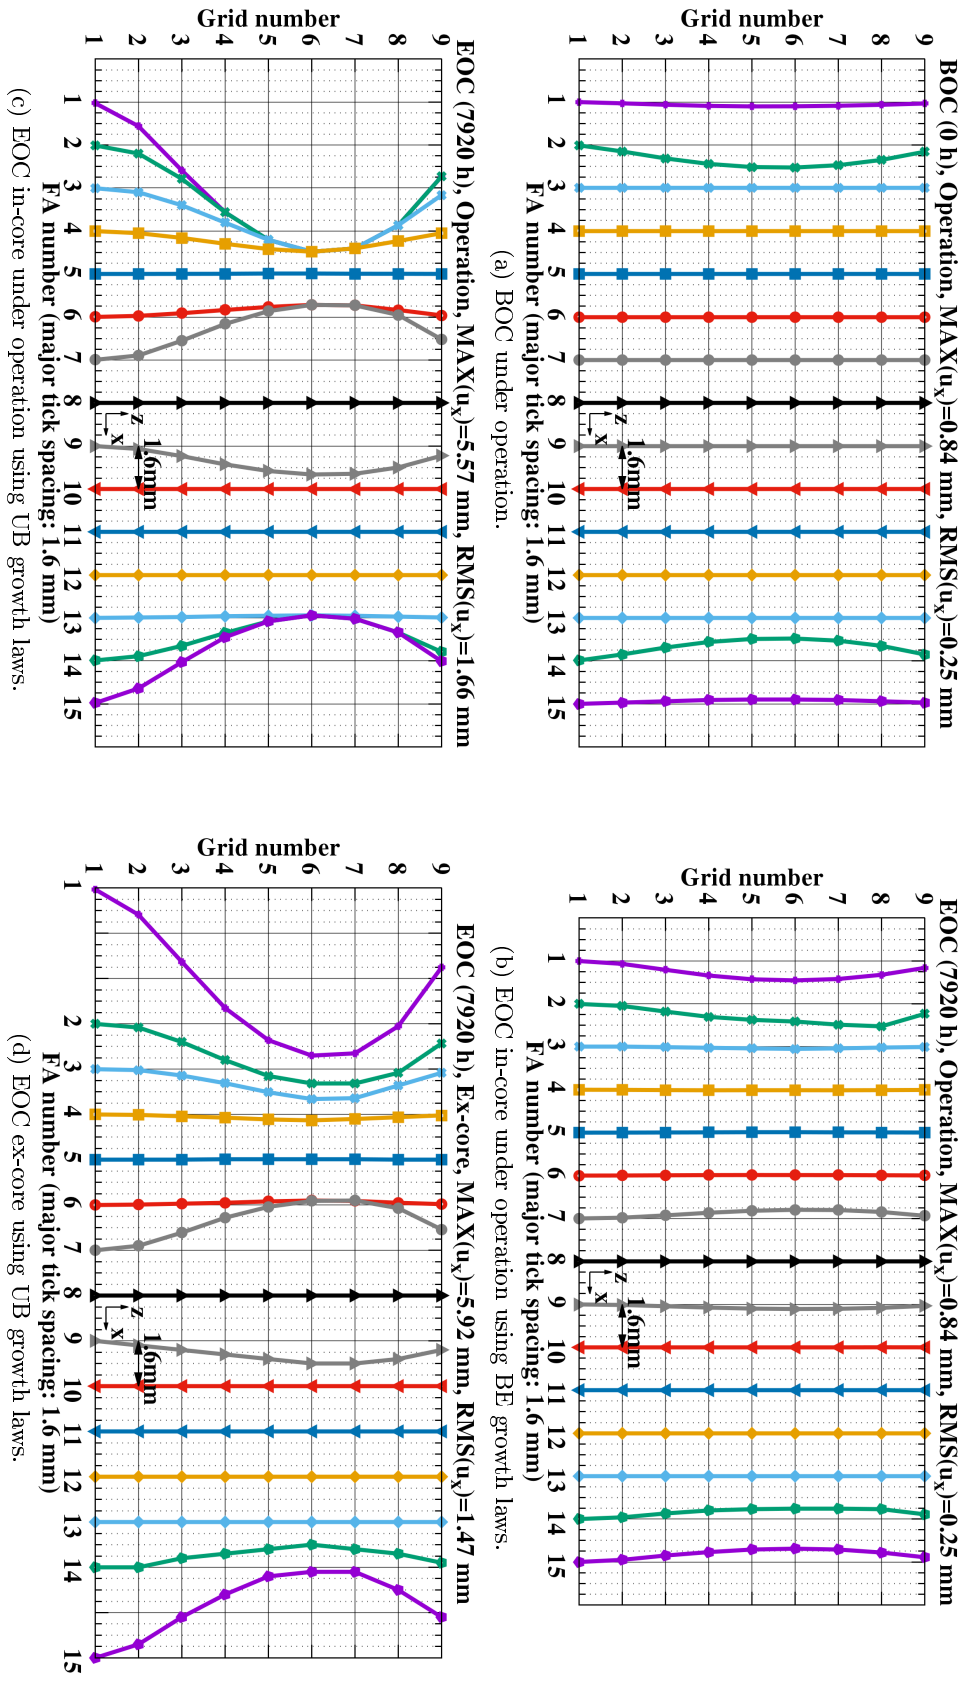 BOC (0 h), Operation, MAX(ux)=0.84 mm, RMS(ux)=0.25 mm
Grid number
9
8
7
6
5
4
3
2
1
z
x
1.6mm
1 2 3 4 5 6 7 8 9 10 11 12 13 14 15
FA number (major tick spacing: 1.6 mm)
(a) BOC under operation.
EOC (7920 h), Operation, MAX(ux)=0.84 mm, RMS(ux)=0.25 mm
Grid number
9
8
7
6
5
4
3
2
1
z
x
1.6mm
1 2 3 4 5 6 7 8 9 10 11 12 13 14 15
FA number (major tick spacing: 1.6 mm)
(b) EOC in-core under operation using BE growth laws.
EOC (7920 h), Operation, MAX(ux)=5.57 mm, RMS(ux)=1.66 mm
Grid number
9
8
7
6
5
4
3
2
1
z
x
1.6mm
1 2 3 4 5 6 7 8 9 10 11 12 13 14 15
FA number (major tick spacing: 1.6 mm)
(c) EOC in-core under operation using UB growth laws.
EOC (7920 h), Ex-core, MAX(ux)=5.92 mm, RMS(ux)=1.47 mm
Grid number
9
8
7
6
5
4
3
2
1
z
x
1.6mm
1 2 3 4 5 6 7 8 9 10 11 12 13 14 15
FA number (major tick spacing: 1.6 mm)
(d) EOC ex-core using UB growth laws.